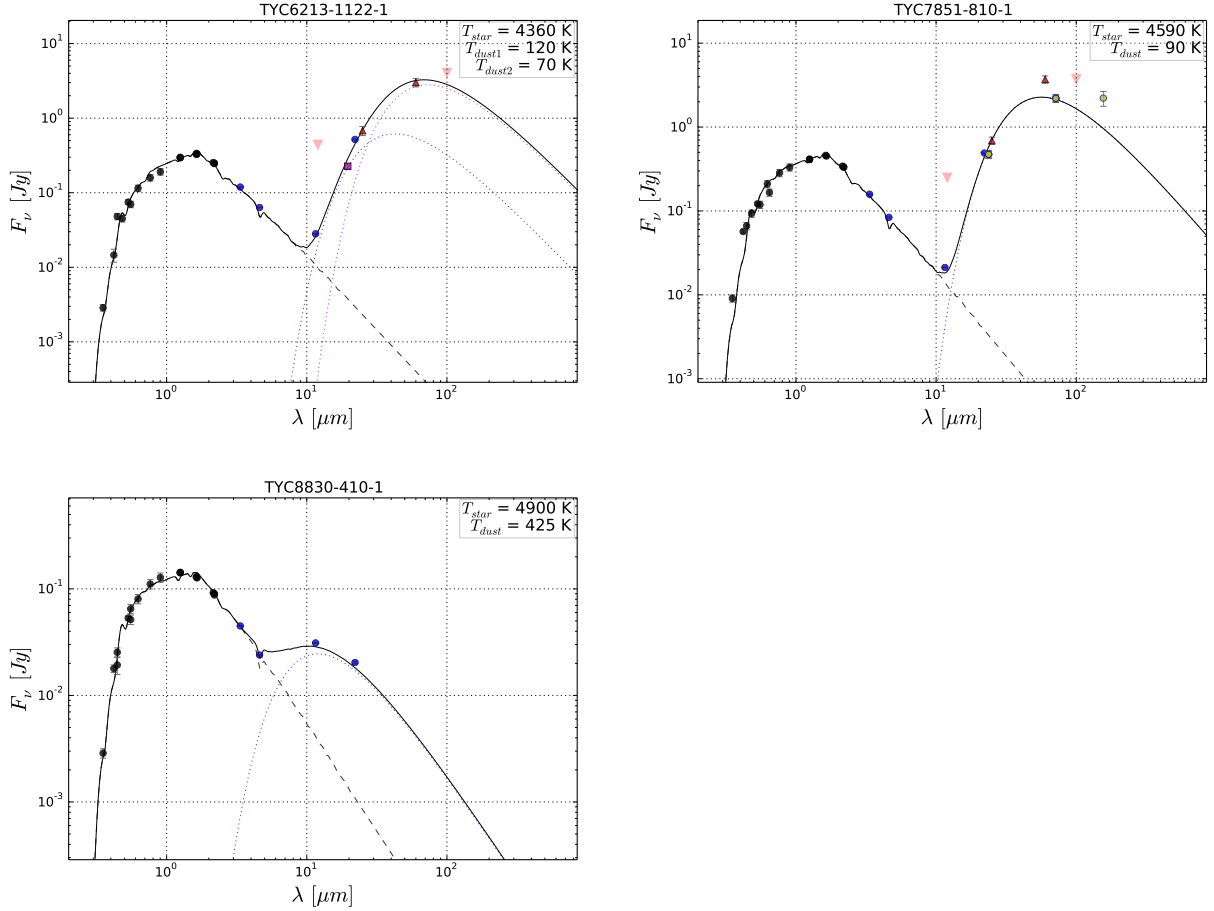 TYC6213-1122-1
T_star = 4360 K
T_dust1 = 120 K
T_dust2 = 70 K
10^1
10^0
10^-1
10^-2
10^-3
F_ν [Jy]
10^0 10^1 10^2
λ [μm]
TYC7851-810-1
T_star = 4590 K
T_dust = 90 K
10^1
10^0
10^-1
10^-2
10^-3
F_ν [Jy]
10^0 10^1 10^2
λ [μm]
TYC8830-410-1
T_star = 4900 K
T_dust = 425 K
10^-1
10^-2
10^-3
F_ν [Jy]
10^0 10^1 10^2
λ [μm]